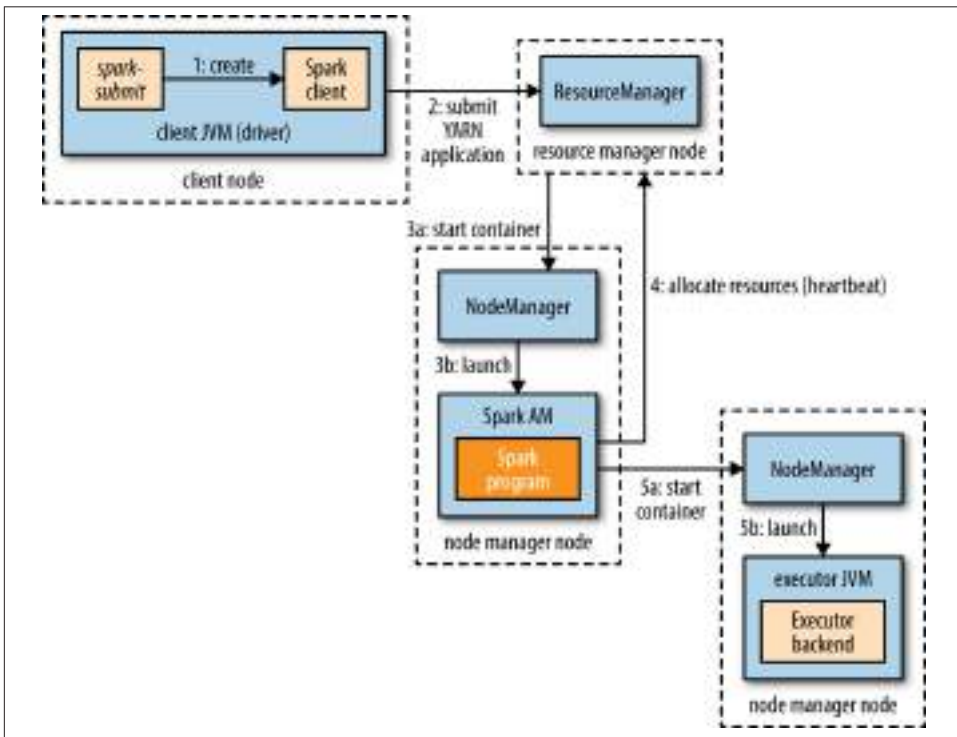 spark-
submit
1: create
Spark
client
client JVM (driver)
client node
2: submit
YARN
application
ResourceManager
resource manager node
3a: start container
NodeManager
3b: launch
4: allocate resources (heartbeat)
Spark AM
Spark
program
node manager node
5a: start
container
NodeManager
5b: launch
executor JVM
Executor
backend
node manager node